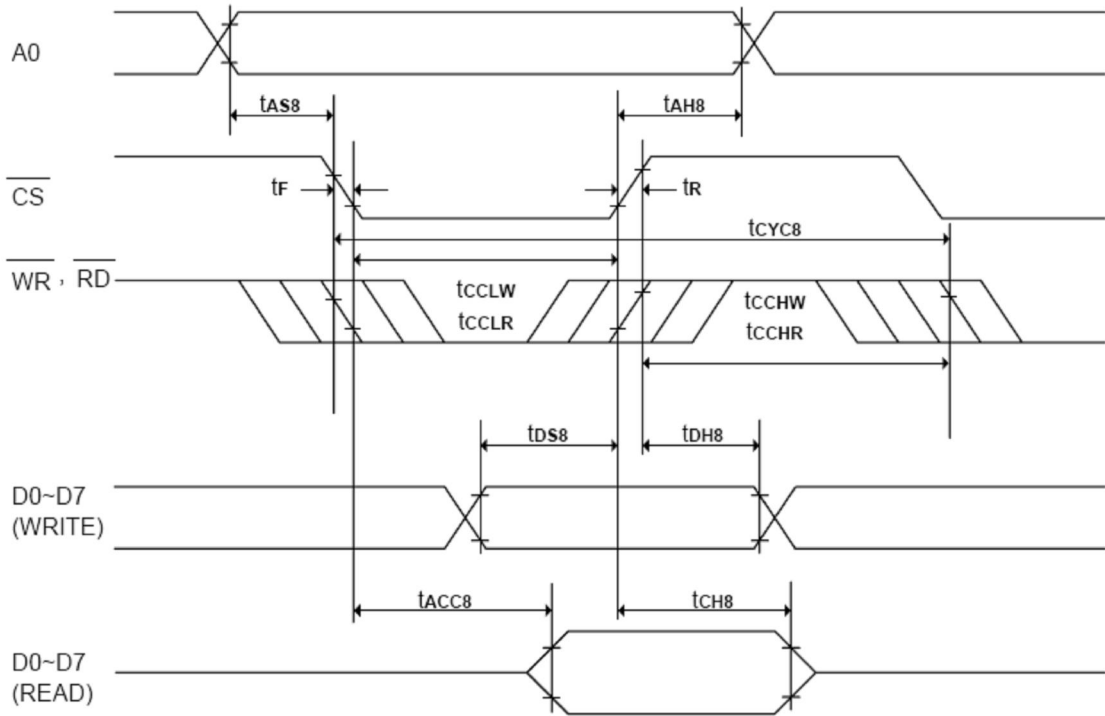 A0
tAS8
tAH8
CS
tF
tR
tCYC8
WR , RD
tCCLW
tCCLR
tCCHW
tCCHR
tDS8
tDH8
D0~D7
(WRITE)
tACC8
tCH8
D0~D7
(READ)